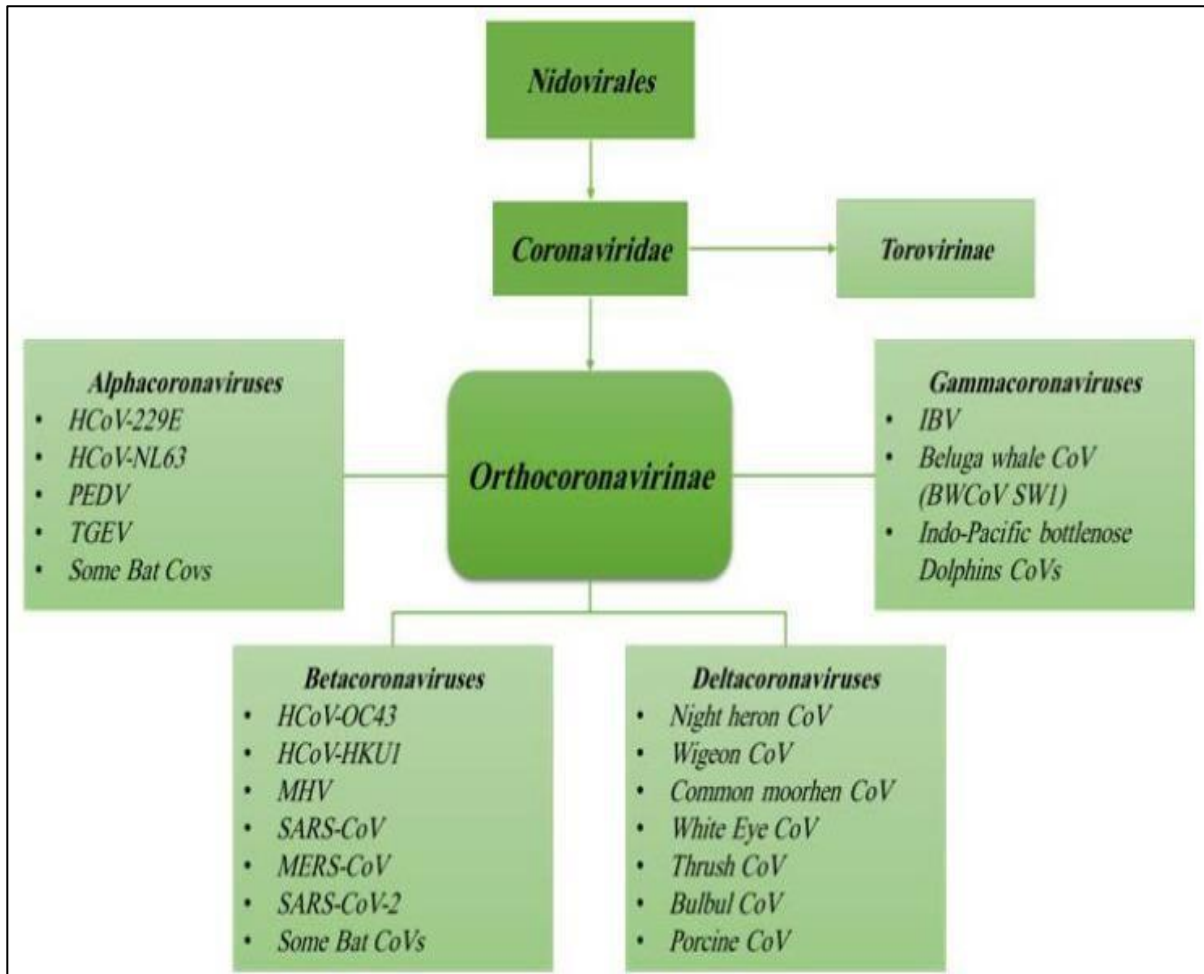 Nidovirales
Coronaviridae
Torovirinae
Alphacoronaviruses
• HCoV-229E
• HCoV-NL63
• PEDV
• TGEV
• Some Bat Covs
Orthocoronavirinae
Gammacoronaviruses
• IBV
• Beluga whale CoV
(BWCoV SW1)
• Indo-Pacific bottlenose
Dolphins CoVs
Betacoronaviruses
• HCoV-OC43
• HCoV-HKU1
• MHV
• SARS-CoV
• MERS-CoV
• SARS-CoV-2
• Some Bat CoVs
Deltacoronaviruses
• Night heron CoV
• Wigeon CoV
• Common moorhen CoV
• White Eye CoV
• Thrush CoV
• Bulbul CoV
• Porcine CoV